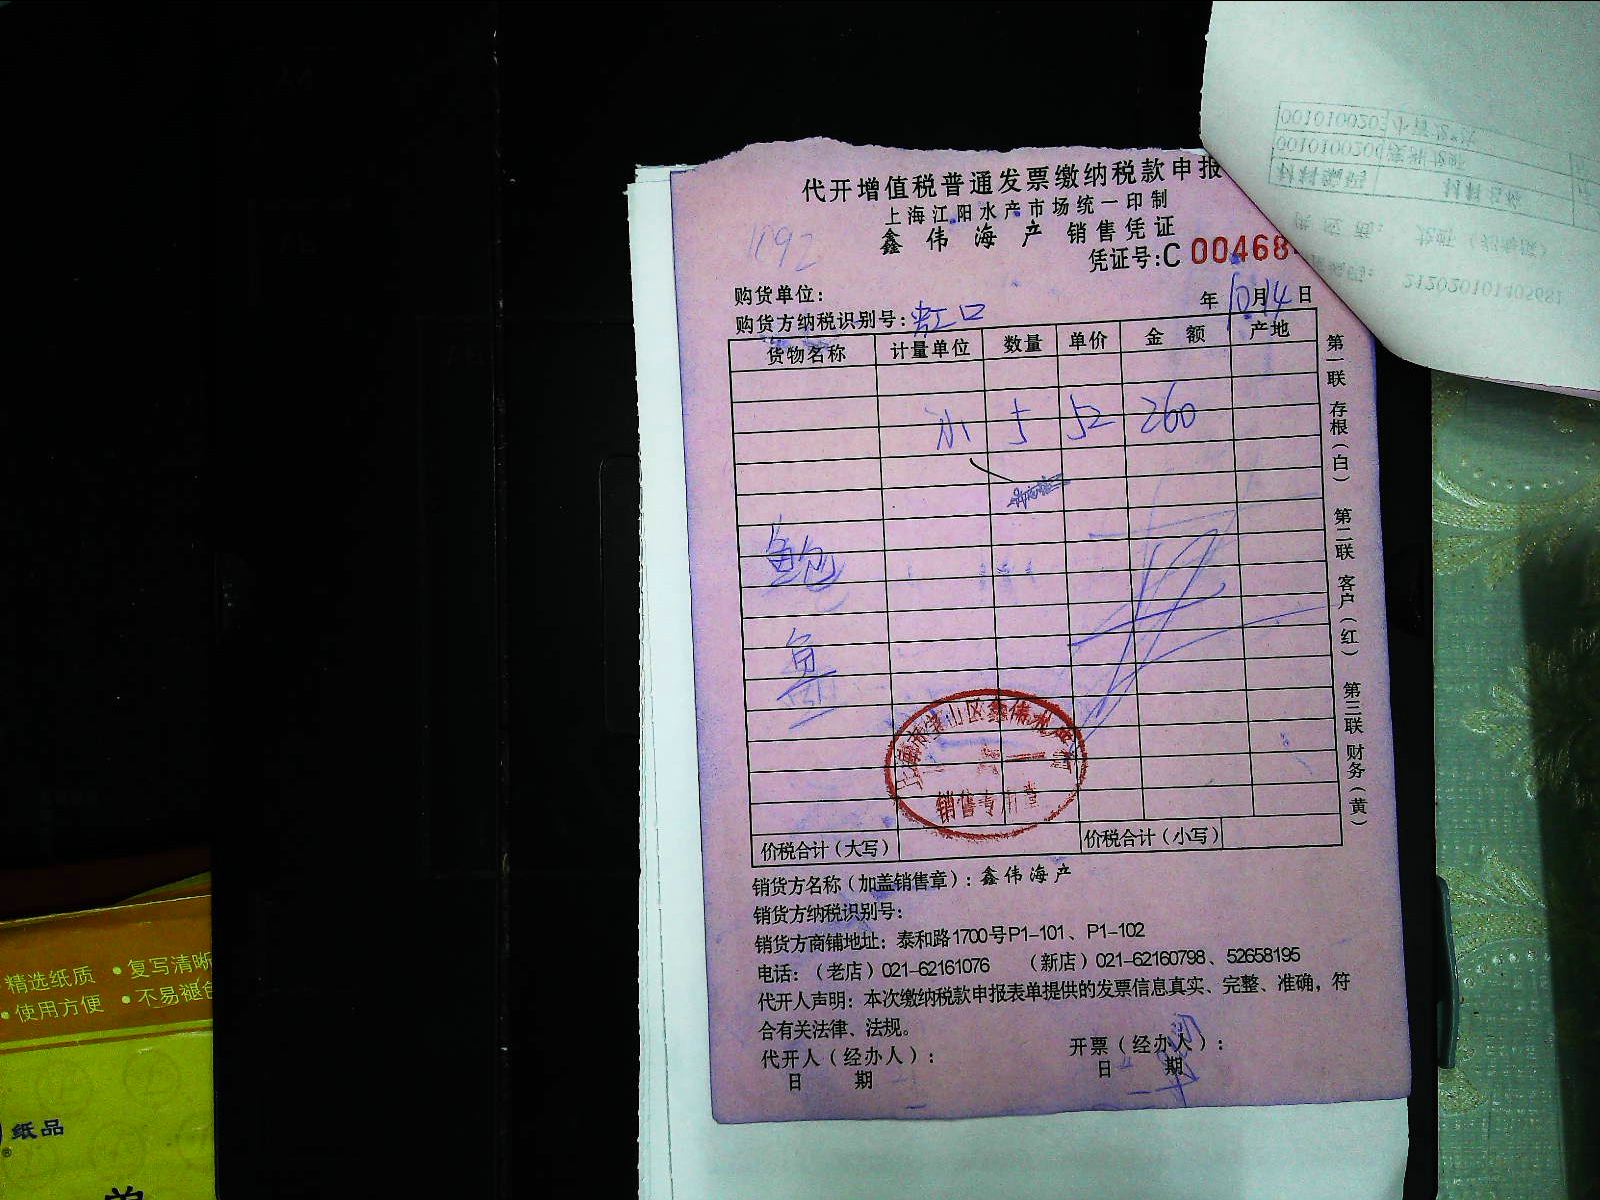 代开增值税普通发票缴纳税款申报
上海江阳水产市场统一印制
鑫伟海产 销售凭证
凭证号:C 00468
1092
购货单位:
年 10月14日
购货方纳税识别号: 虹口
货物名称 计量单位 数量 单价 金额 产地
5 52 260
鲍
鱼
价税合计(大写) 价税合计(小写)
销售专用章
第一联 存根(白) 第二联 客户(红) 第三联 财务(黄)
销货方名称(加盖销售章): 鑫伟海产
销货方纳税识别号:
销货方商铺地址: 泰和路1700号P1-101、P1-102
电话:(老店)021-62161076 (新店)021-62160798、52658195
代开人声明: 本次缴纳税款申报表单提供的发票信息真实、完整、准确,符
合有关法律、法规。
代开人(经办人): 开票(经办人):
日 期 日 期
精选纸质 •复写清晰
•使用方便 •不易褪色
纸品
0010100200
材料编码